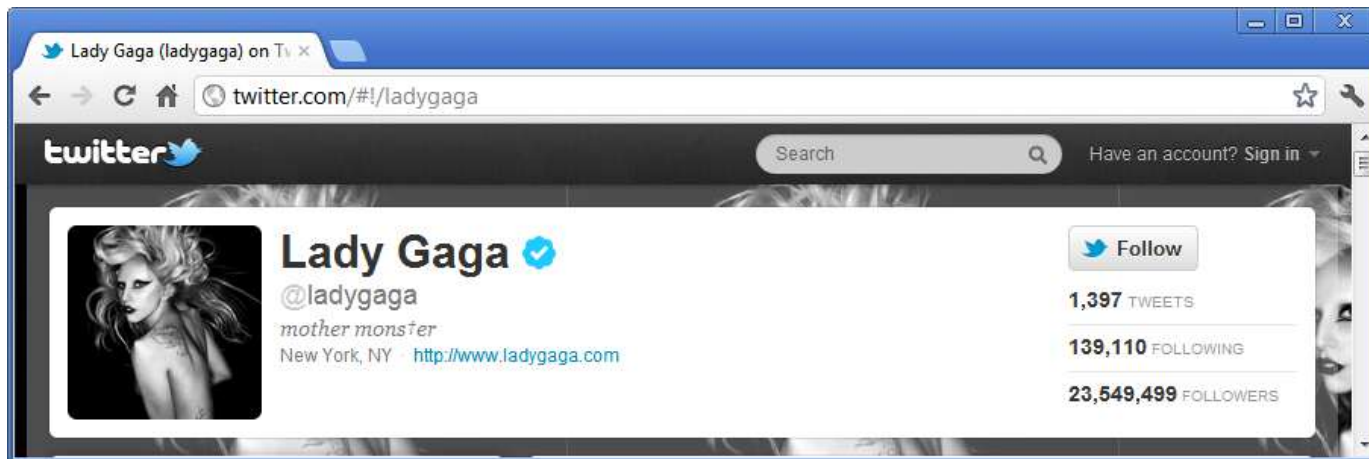 Lady Gaga (ladygaga) on Tw
twitter.com/#!/ladygaga
twitter
Search
Have an account? Sign in
Lady Gaga
@ladygaga
mother mons†er
New York, NY · http://www.ladygaga.com
Follow
1,397 TWEETS
139,110 FOLLOWING
23,549,499 FOLLOWERS